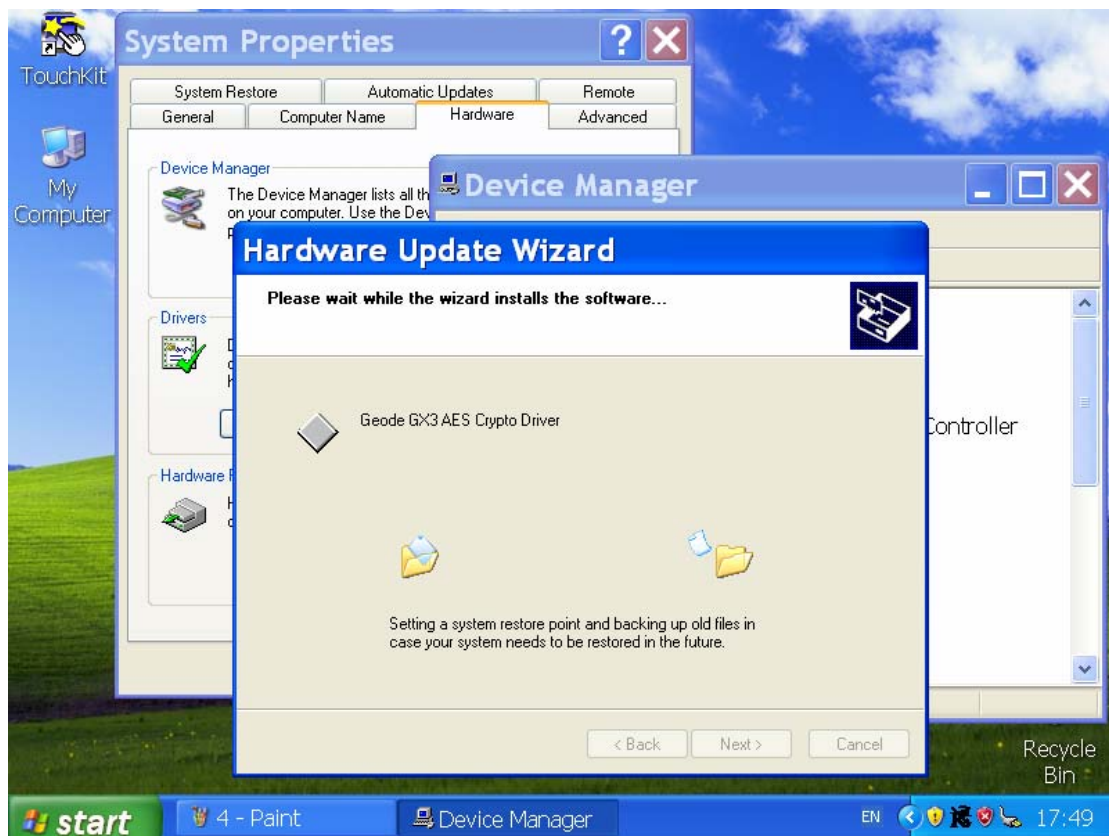 TouchKit
My
Computer
System Properties
System Restore
Automatic Updates
Remote
General
Computer Name
Hardware
Advanced
Device Manager
The Device Manager lists all th
on your computer. Use the Dev
Drivers
Hardware
Device Manager
Controller
Hardware Update Wizard
Please wait while the wizard installs the software...
Geode GX3 AES Crypto Driver
Setting a system restore point and backing up old files in
case your system needs to be restored in the future.
< Back
Next >
Cancel
Recycle
Bin
start
4 - Paint
Device Manager
EN
17:49